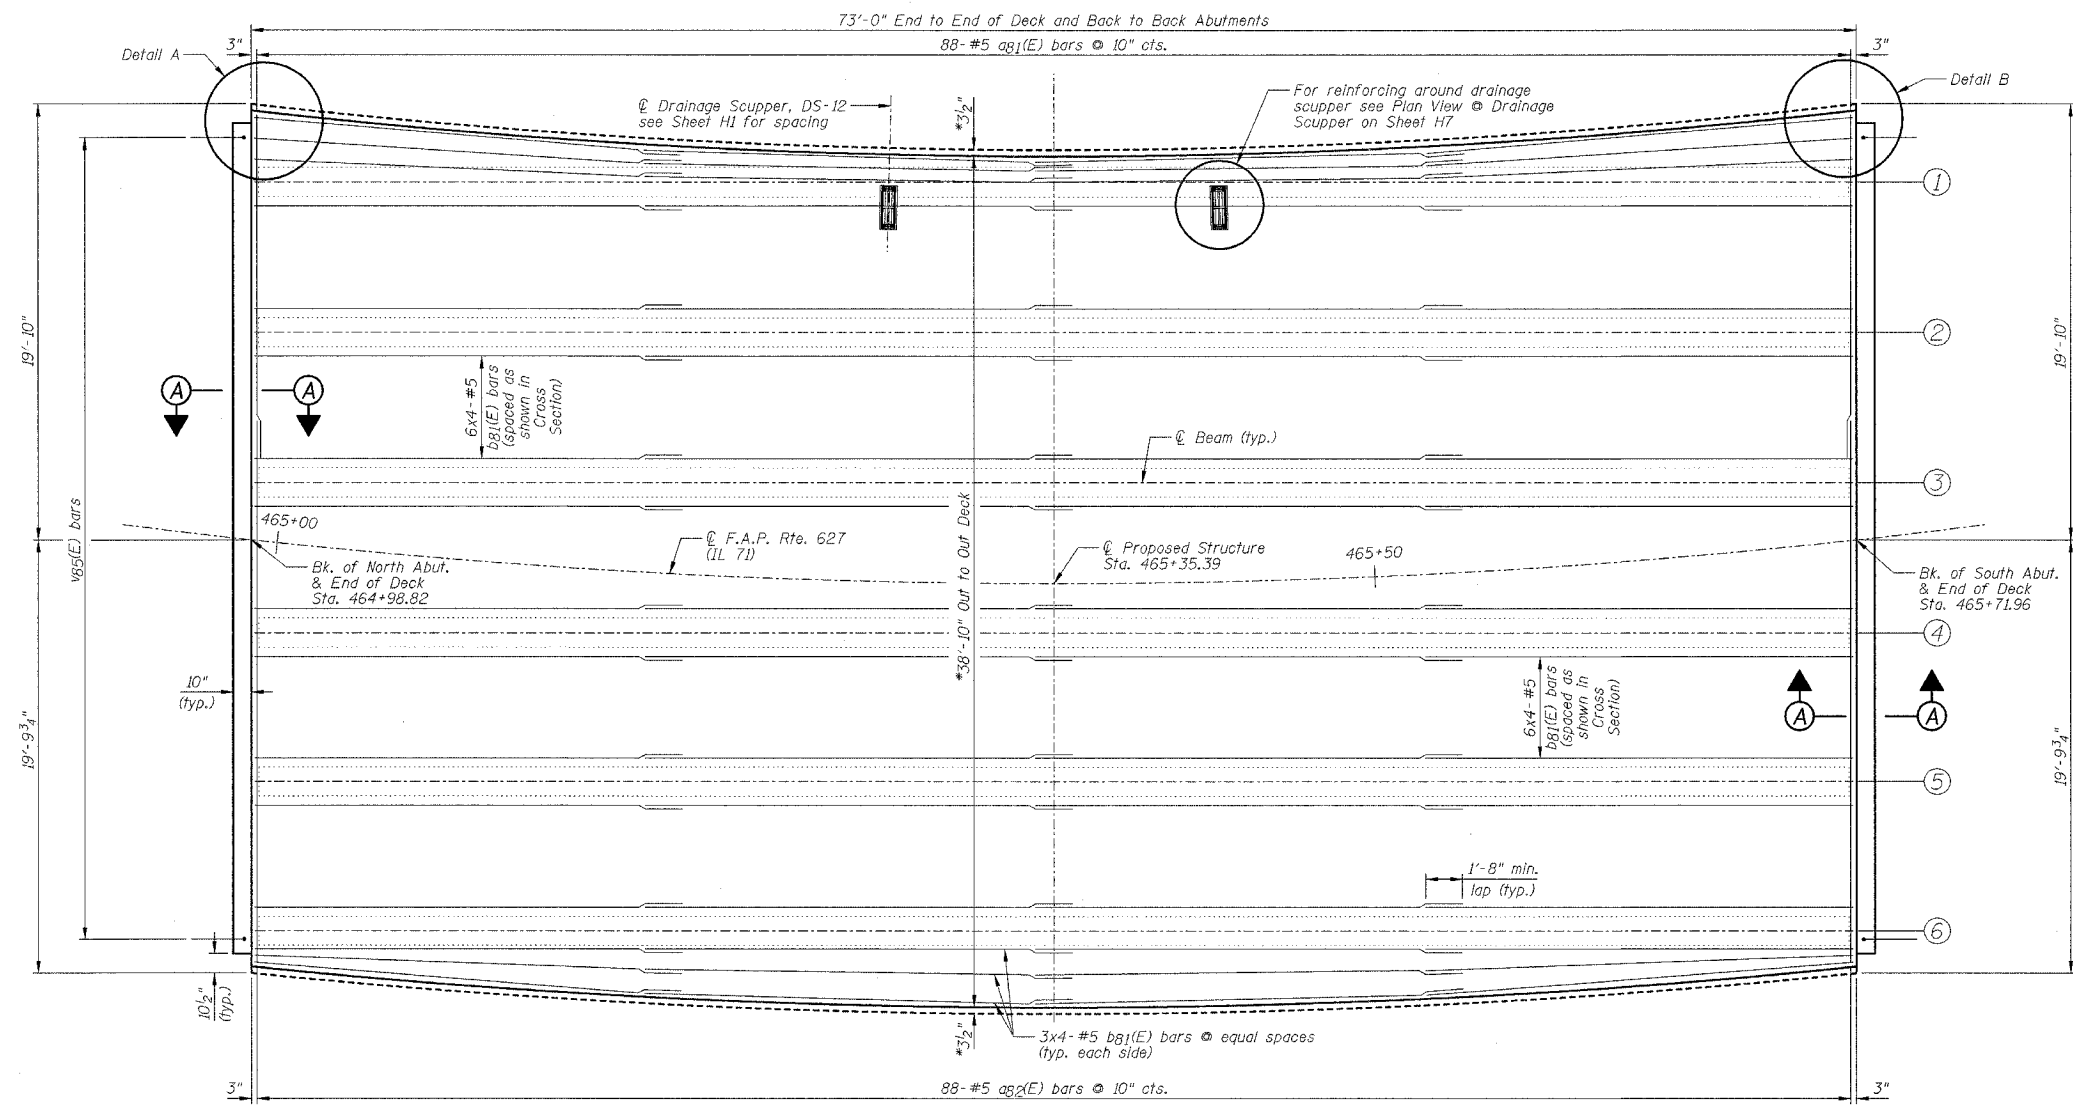 73'-0" End to End of Deck and Back to Back Abutments
3"
88-#5 a81(E) bars @ 10" cts.
3"
Detail A
Detail B
℄ Drainage Scupper, DS-12
see Sheet H1 for spacing
*3½"
For reinforcing around drainage
scupper see Plan View @ Drainage
Scupper on Sheet H7
1
2
19'-10"
19'-10"
A
A
6x4-#5
b81(E) bars
(spaced as
shown in
Cross
Section)
℄ Beam (typ.)
3
v85(E) bars
465+00
℄ F.A.P. Rte. 627
(IL 71)
*38'-10" Out to Out Deck
℄ Proposed Structure
Sta. 465+35.39
465+50
Bk. of North Abut.
& End of Deck
Sta. 464+98.82
Bk. of South Abut.
& End of Deck
Sta. 465+71.96
4
10"
(typ.)
6x4-#5
b81(E) bars
(spaced as
shown in
Cross
Section)
A
A
19'-9¾"
19'-9¾"
5
1'-8" min.
lap (typ.)
6
10½"
(typ.)
*3½"
3x4-#5 b81(E) bars @ equal spaces
(typ. each side)
3"
88-#5 a82(E) bars @ 10" cts.
3"